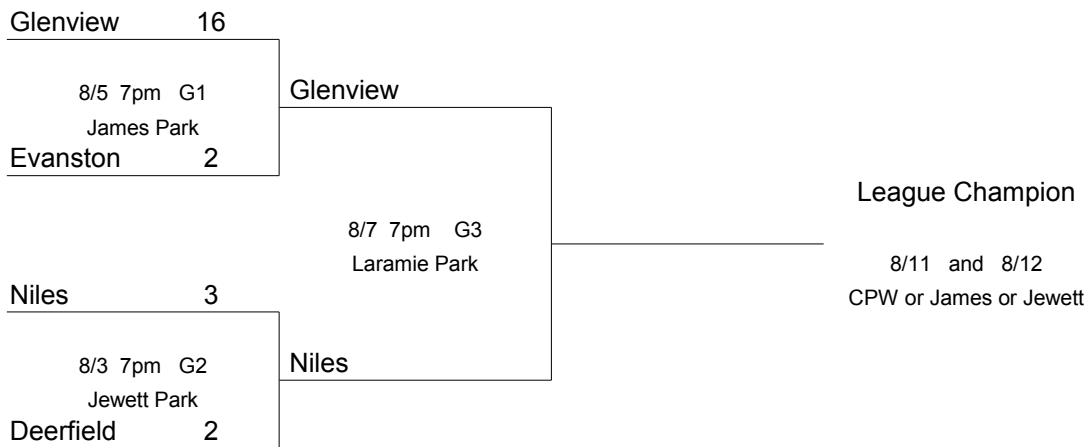 Glenview 16
8/5 7pm G1
James Park
Evanston 2
Glenview
8/7 7pm G3
Laramie Park
Niles 3
8/3 7pm G2
Jewett Park
Deerfield 2
Niles
League Champion
8/11 and 8/12
CPW or James or Jewett